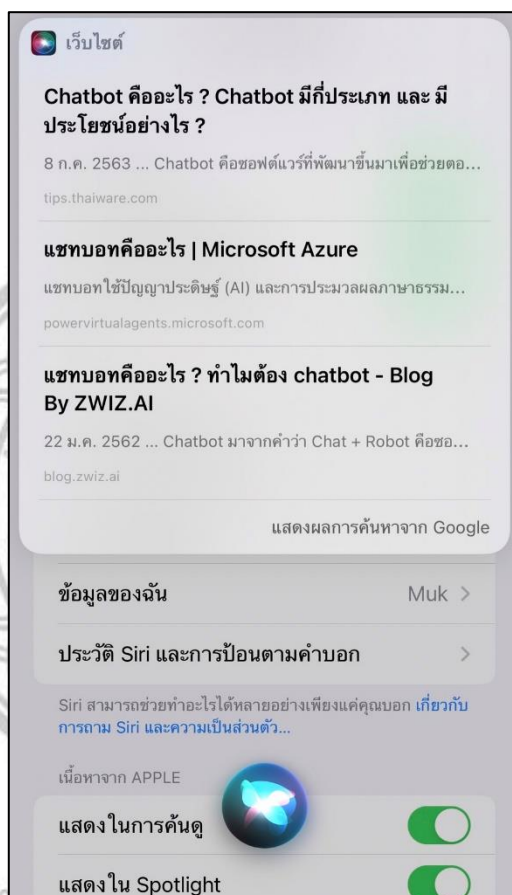 เว็บไซต์
Chatbot คืออะไร ? Chatbot มีกี่ประเภท และ มี
ประโยชน์อย่างไร ?
8 ก.ค. 2563 ... Chatbot คือซอฟต์แวร์ที่พัฒนาขึ้นมาเพื่อช่วยตอ...
tips.thaiware.com
แชทบอทคืออะไร | Microsoft Azure
แชทบอทใช้ปัญญาประดิษฐ์ (AI) และการประมวลผลภาษาธรรม...
powervirtualagents.microsoft.com
แชทบอทคืออะไร ? ทำไมต้อง chatbot - Blog
By ZWIZ.AI
22 ม.ค. 2562 ... Chatbot มาจากคำว่า Chat + Robot คือซอ...
blog.zwiz.ai
แสดงผลการค้นหาจาก Google
ข้อมูลของฉัน Muk >
ประวัติ Siri และการป้อนตามคำบอก >
Siri สามารถช่วยทำอะไรได้หลายอย่างเพียงแค่คุณบอก เกี่ยวกับ
การถาม Siri และความเป็นส่วนตัว...
เนื้อหาจาก APPLE
แสดงในการค้นดู
แสดงใน Spotlight